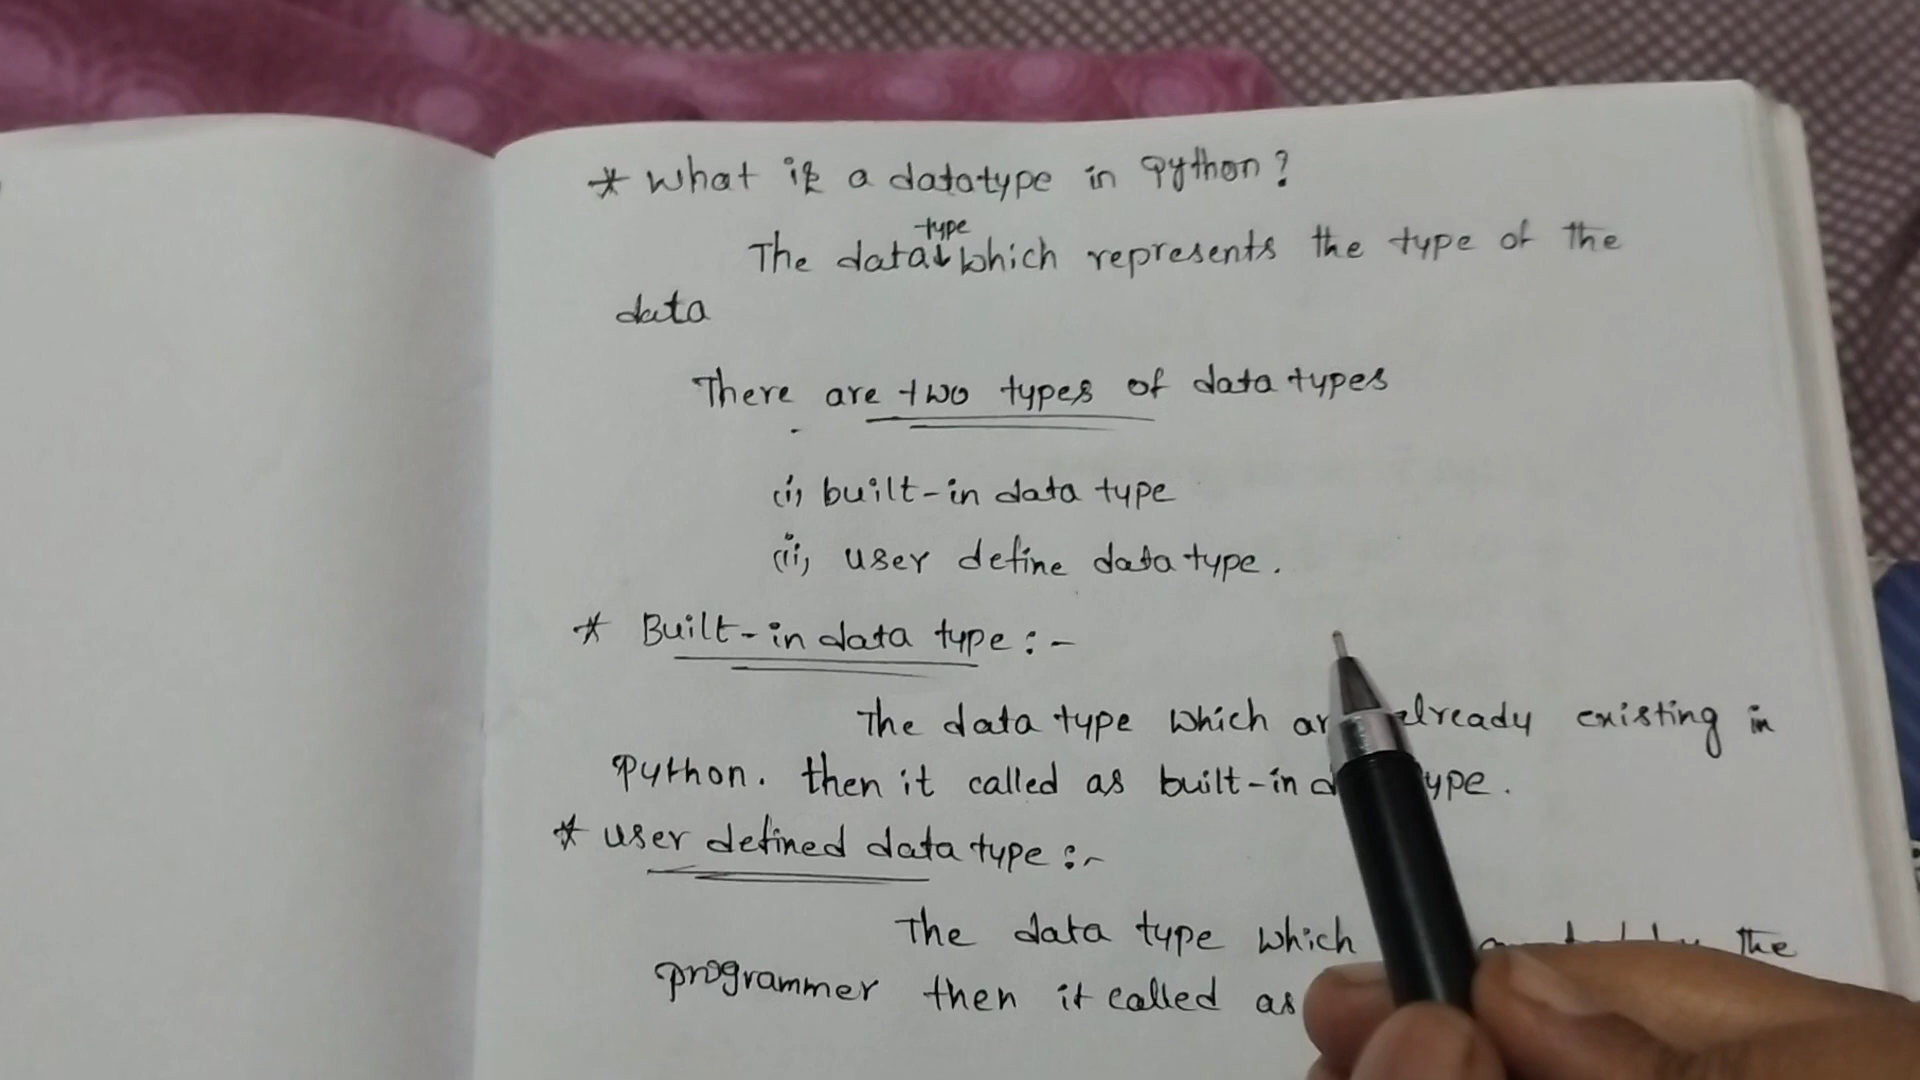 * What is a datatype in Python?
type
The data which represents the type of the
data
There are two types of data types
(i) built-in data type
(ii) user define data type.
* Built-in data type :-
The data type which already existing in
Python. then it called as built-in
* user defined data type :-
The data type which the
programmer then it called as